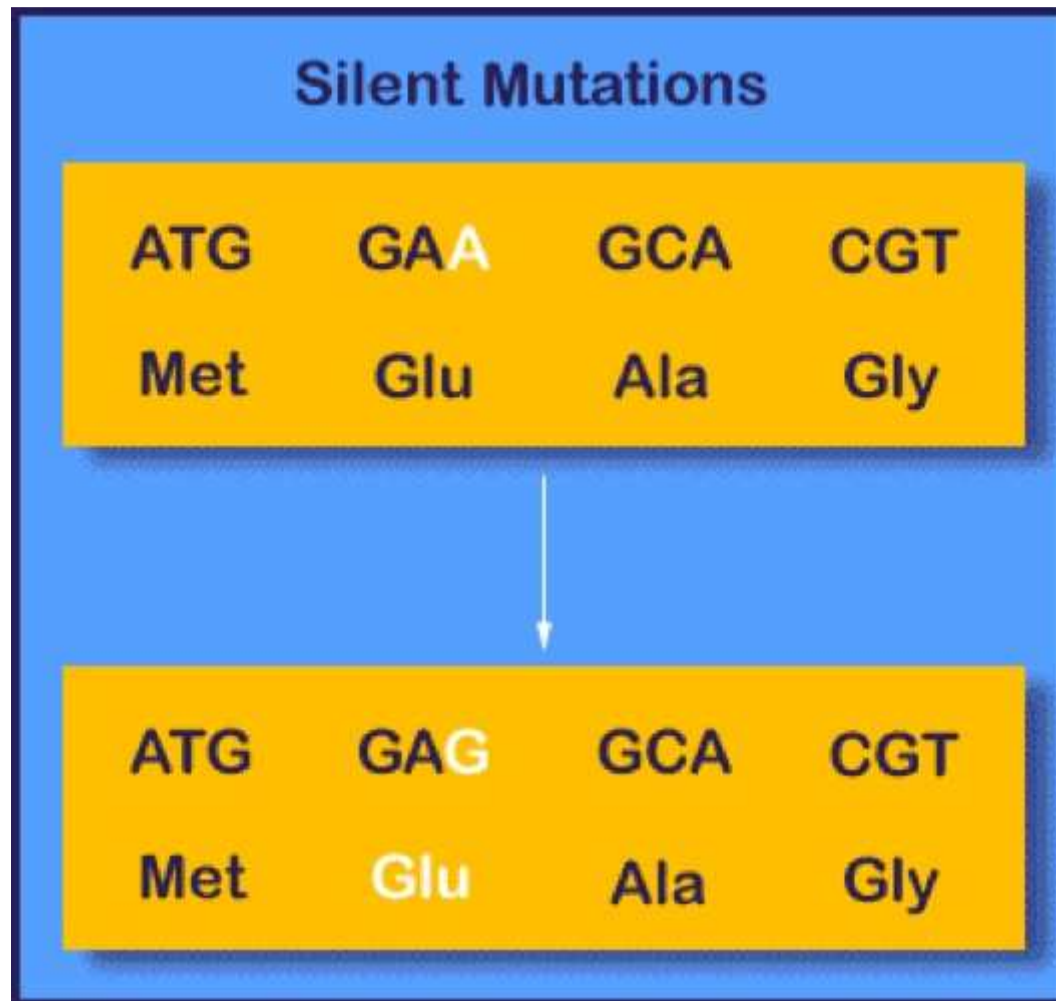 Silent Mutations
ATG GAA GCA CGT
Met Glu Ala Gly
ATG GAG GCA CGT
Met Glu Ala Gly